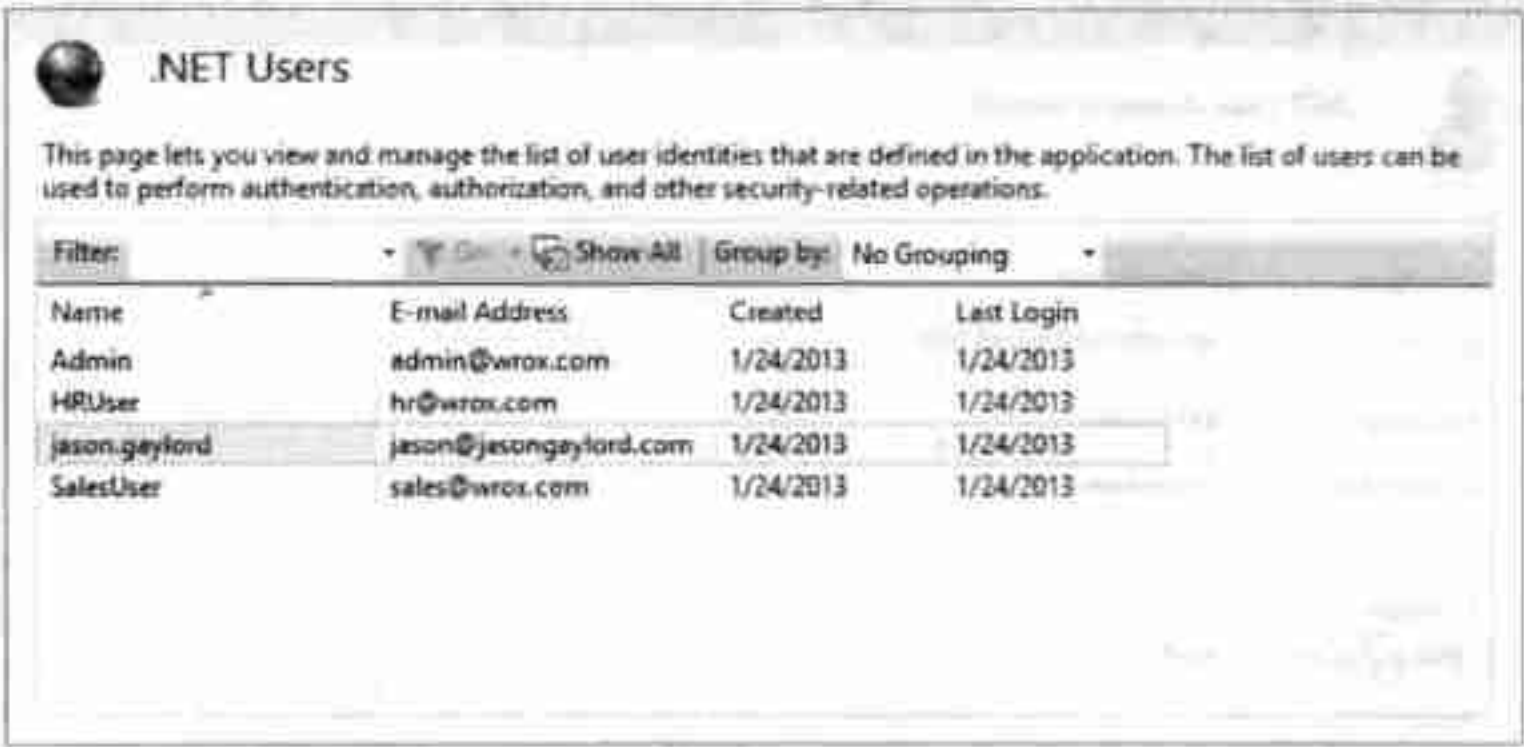 .NET Users
This page lets you view and manage the list of user identities that are defined in the application. The list of users can be
used to perform authentication, authorization, and other security-related operations.
Filter: Go Show All Group by: No Grouping
Name E-mail Address Created Last Login
Admin admin@wrox.com 1/24/2013 1/24/2013
HRUser hr@wrox.com 1/24/2013 1/24/2013
jason.gaylord jason@jasongaylord.com 1/24/2013 1/24/2013
SalesUser sales@wrox.com 1/24/2013 1/24/2013